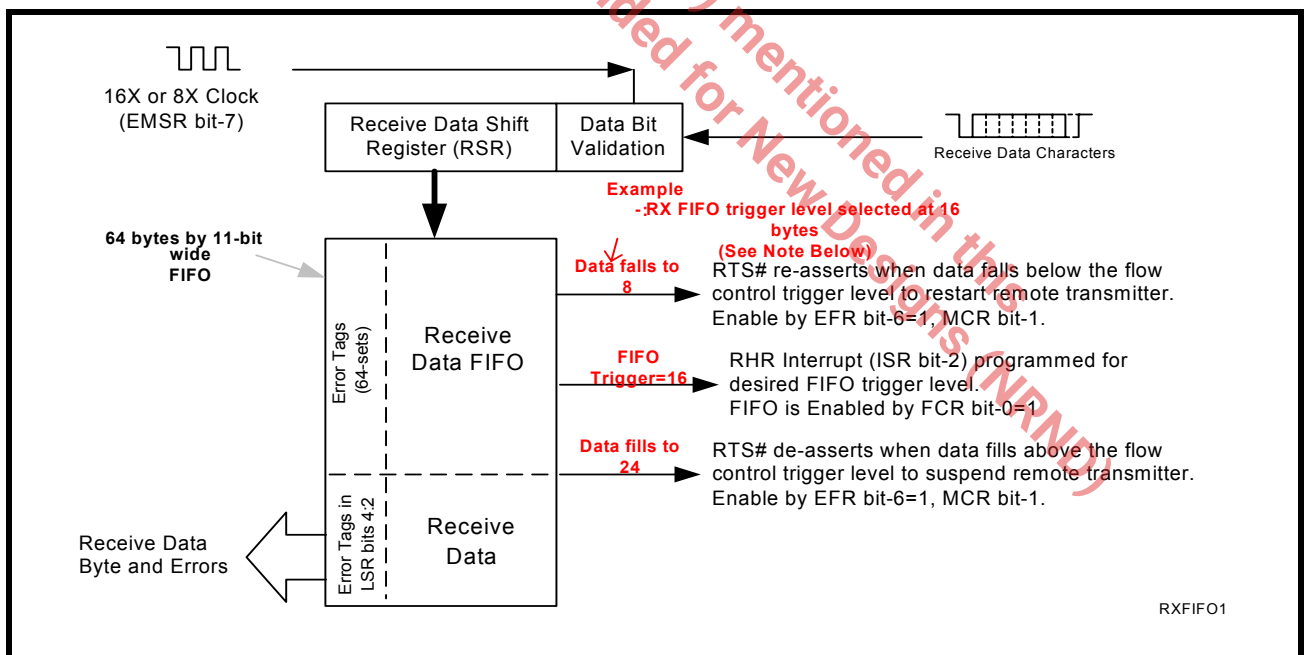 ) mentioned in this
ded for New Designs (NRND)
16X or 8X Clock
(EMSR bit-7)
Receive Data Shift
Register (RSR)
Data Bit
Validation
Receive Data Characters
Example
-:RX FIFO trigger level selected at 16
bytes
(See Note Below)
64 bytes by 11-bit
wide
FIFO
Data falls to
8
RTS# re-asserts when data falls below the flow
control trigger level to restart remote transmitter.
Enable by EFR bit-6=1, MCR bit-1.
Error Tags
(64-sets)
Receive
Data FIFO
FIFO
Trigger=16
RHR Interrupt (ISR bit-2) programmed for
desired FIFO trigger level.
FIFO is Enabled by FCR bit-0=1
Data fills to
24
RTS# de-asserts when data fills above the flow
control trigger level to suspend remote transmitter.
Enable by EFR bit-6=1, MCR bit-1.
Receive Data
Byte and Errors
Error Tags in
LSR bits 4:2
Receive
Data
RXFIFO1